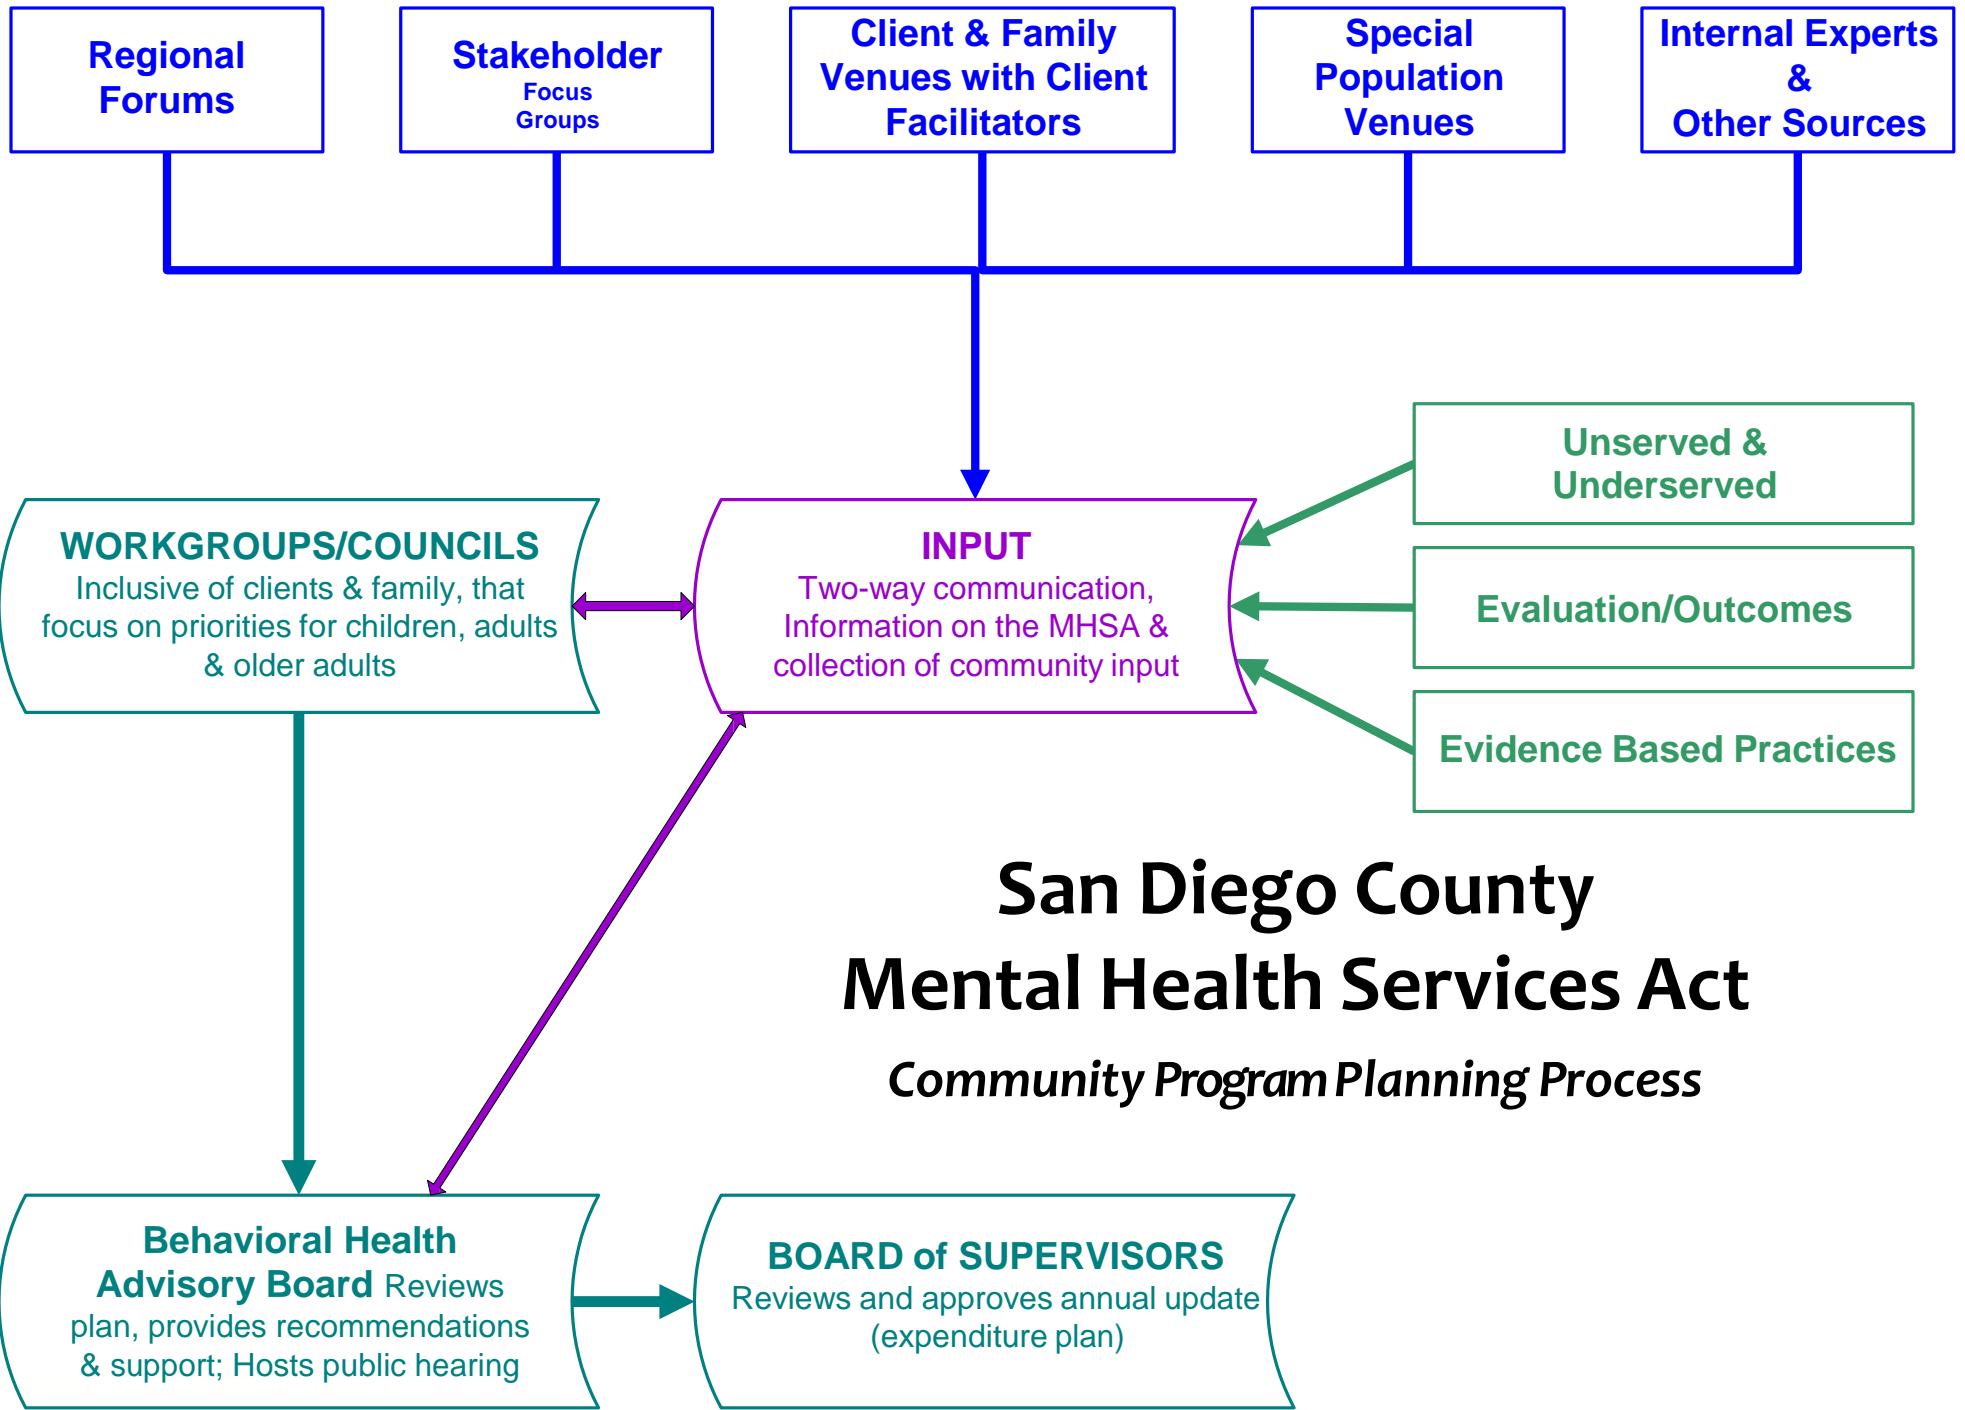 Regional
Forums
Stakeholder
Focus
Groups
Client & Family
Venues with Client
Facilitators
Special
Population
Venues
Internal Experts
&
Other Sources
Unserved &
Underserved
WORKGROUPS/COUNCILS
Inclusive of clients & family, that
focus on priorities for children, adults
& older adults
INPUT
Two-way communication,
Information on the MHSA &
collection of community input
Evaluation/Outcomes
Evidence Based Practices
San Diego County
Mental Health Services Act
Community Program Planning Process
Behavioral Health
Advisory Board Reviews
plan, provides recommendations
& support; Hosts public hearing
BOARD of SUPERVISORS
Reviews and approves annual update
(expenditure plan)